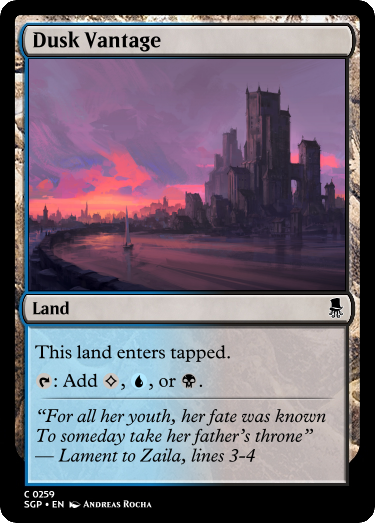 Dusk Vantage
Land
This land enters tapped.
: Add , , or .
“For all her youth, her fate was known
To someday take her father’s throne”
— Lament to Zaila, lines 3-4
C 0259
SGP • EN Andreas Rocha